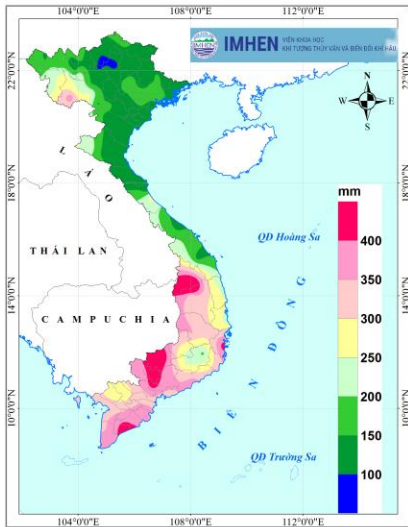 104°0'0"E
108°0'0"E
112°0'0"E
IMHEN
IMHEN
VIỆN KHOA HỌC
KHÍ TƯỢNG THỦY VĂN VÀ BIẾN ĐỔI KHÍ HẬU
N
W
E
S
22°0'0"N
18°0'0"N
14°0'0"N
10°0'0"N
LÀO
THÁI LAN
CAMPUCHIA
QĐ Hoàng Sa
BIỂN ĐÔNG
QĐ Trường Sa
mm
400
350
300
250
200
150
100
104°0'0"E
108°0'0"E
112°0'0"E